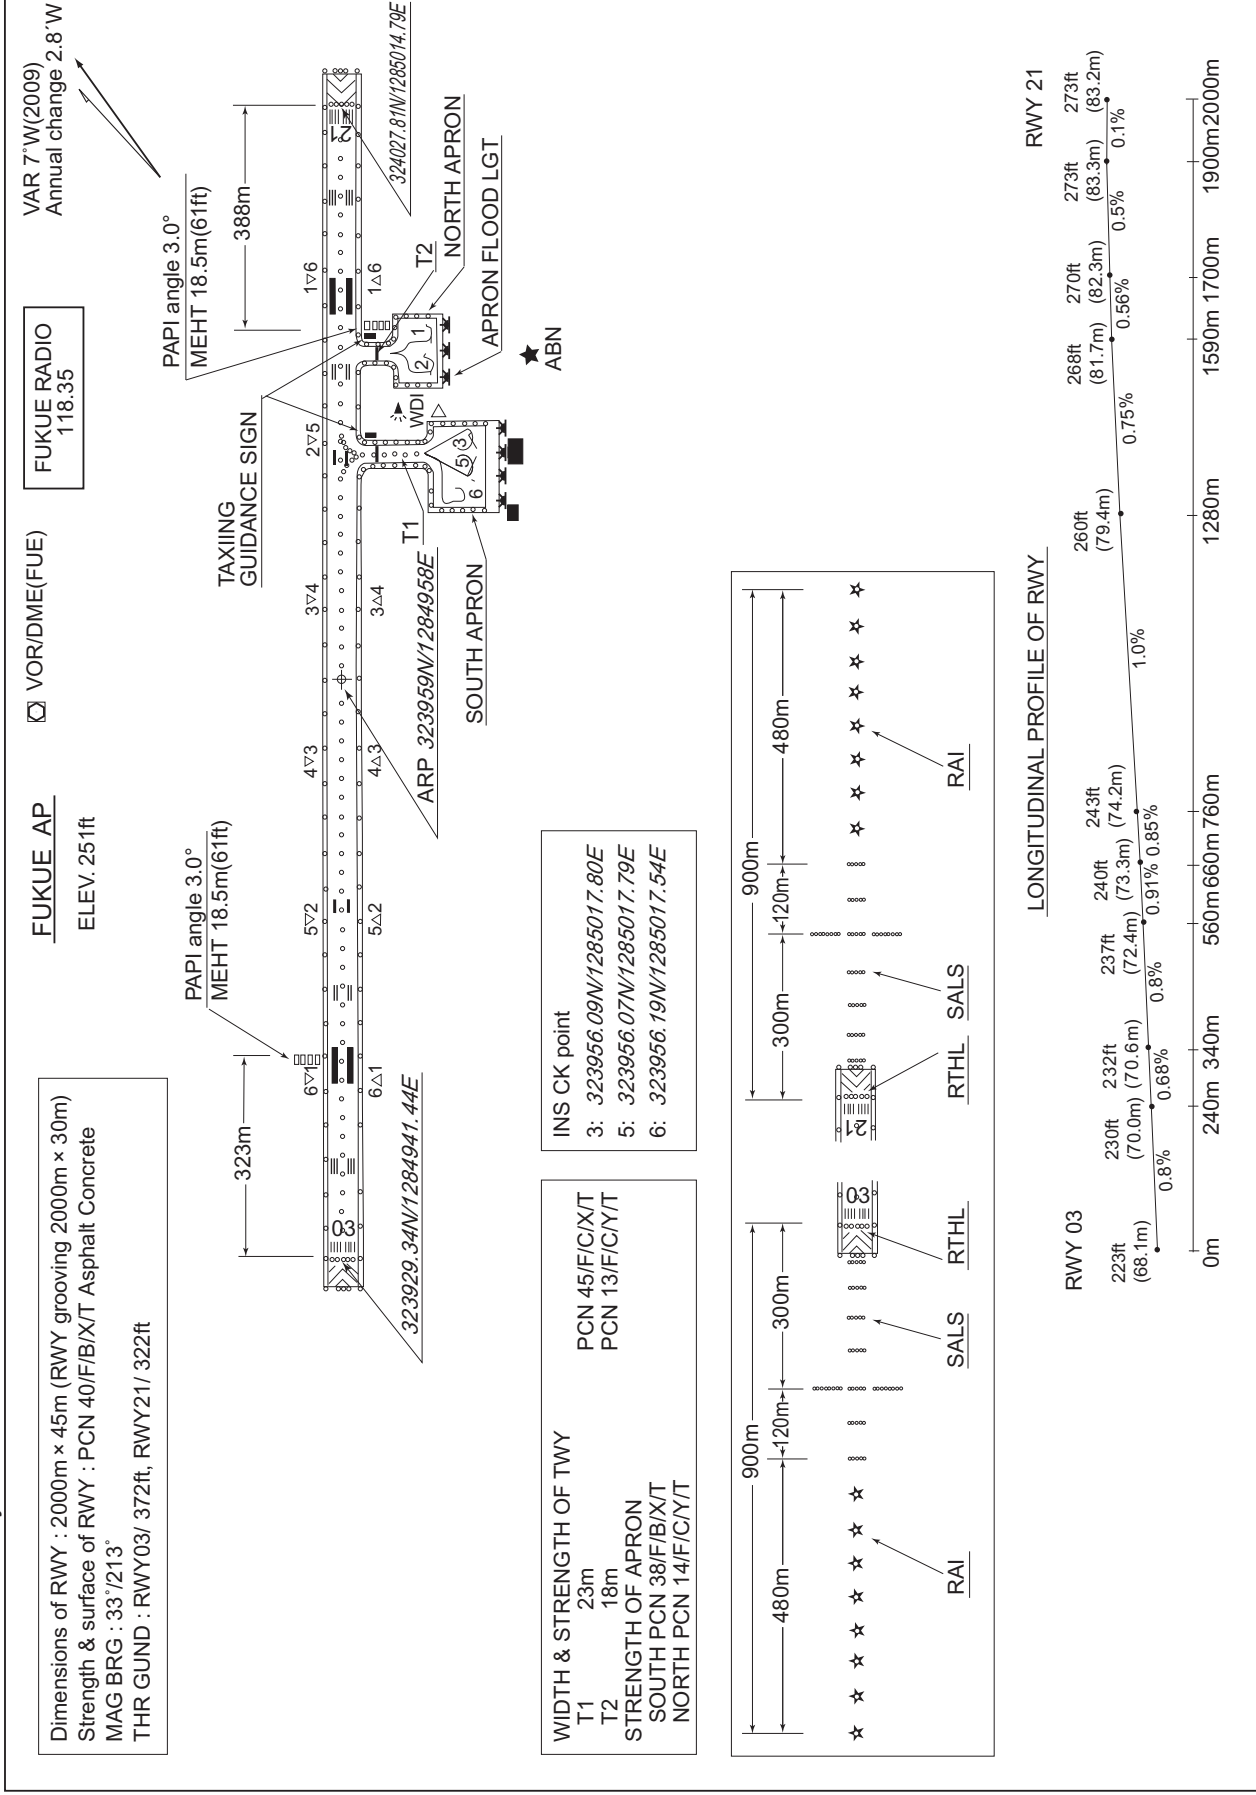 FUKUE AP
ELEV. 251ft
VOR/DME(FUE)
FUKUE RADIO
118.35
VAR 7°W(2009)
Annual change 2.8'W
Dimensions of RWY : 2000m × 45m (RWY grooving 2000m × 30m)
Strength & surface of RWY : PCN 40/F/B/X/T Asphalt Concrete
MAG BRG : 33°/213°
THR GUND : RWY03/ 372ft, RWY21/ 322ft
PAPI angle 3.0°
MEHT 18.5m(61ft)
323m
PAPI angle 3.0°
MEHT 18.5m(61ft)
388m
TAXIING
GUIDANCE SIGN
6▽1
5▽2
4▽3
3▽4
2▽5
1▽6
03
21
6△1
5△2
4△3
3△4
1△6
323929.34N/1284941.44E
ARP 323959N/1284958E
324027.81N/1285014.79E
T1
T2
WDI
6
5
3
2
1
SOUTH APRON
NORTH APRON
APRON FLOOD LGT
ABN
WIDTH & STRENGTH OF TWY
T1 23m PCN 45/F/C/X/T
T2 18m PCN 13/F/C/Y/T
STRENGTH OF APRON
SOUTH PCN 38/F/B/X/T
NORTH PCN 14/F/C/Y/T
INS CK point
3: 323956.09N/1285017.80E
5: 323956.07N/1285017.79E
6: 323956.19N/1285017.54E
900m
900m
480m
120m
300m
300m
120m
480m
03
21
RAI
SALS
RTHL
RTHL
SALS
RAI
LONGITUDINAL PROFILE OF RWY
RWY 03
RWY 21
223ft
(68.1m)
230ft
(70.0m)
232ft
(70.6m)
237ft
(72.4m)
240ft
(73.3m)
243ft
(74.2m)
260ft
(79.4m)
268ft
(81.7m)
270ft
(82.3m)
273ft
(83.3m)
273ft
(83.2m)
0.8%
0.68%
0.8%
0.91%
0.85%
1.0%
0.75%
0.56%
0.5%
0.1%
0m
240m
340m
560m
660m
760m
1280m
1590m
1700m
1900m
2000m